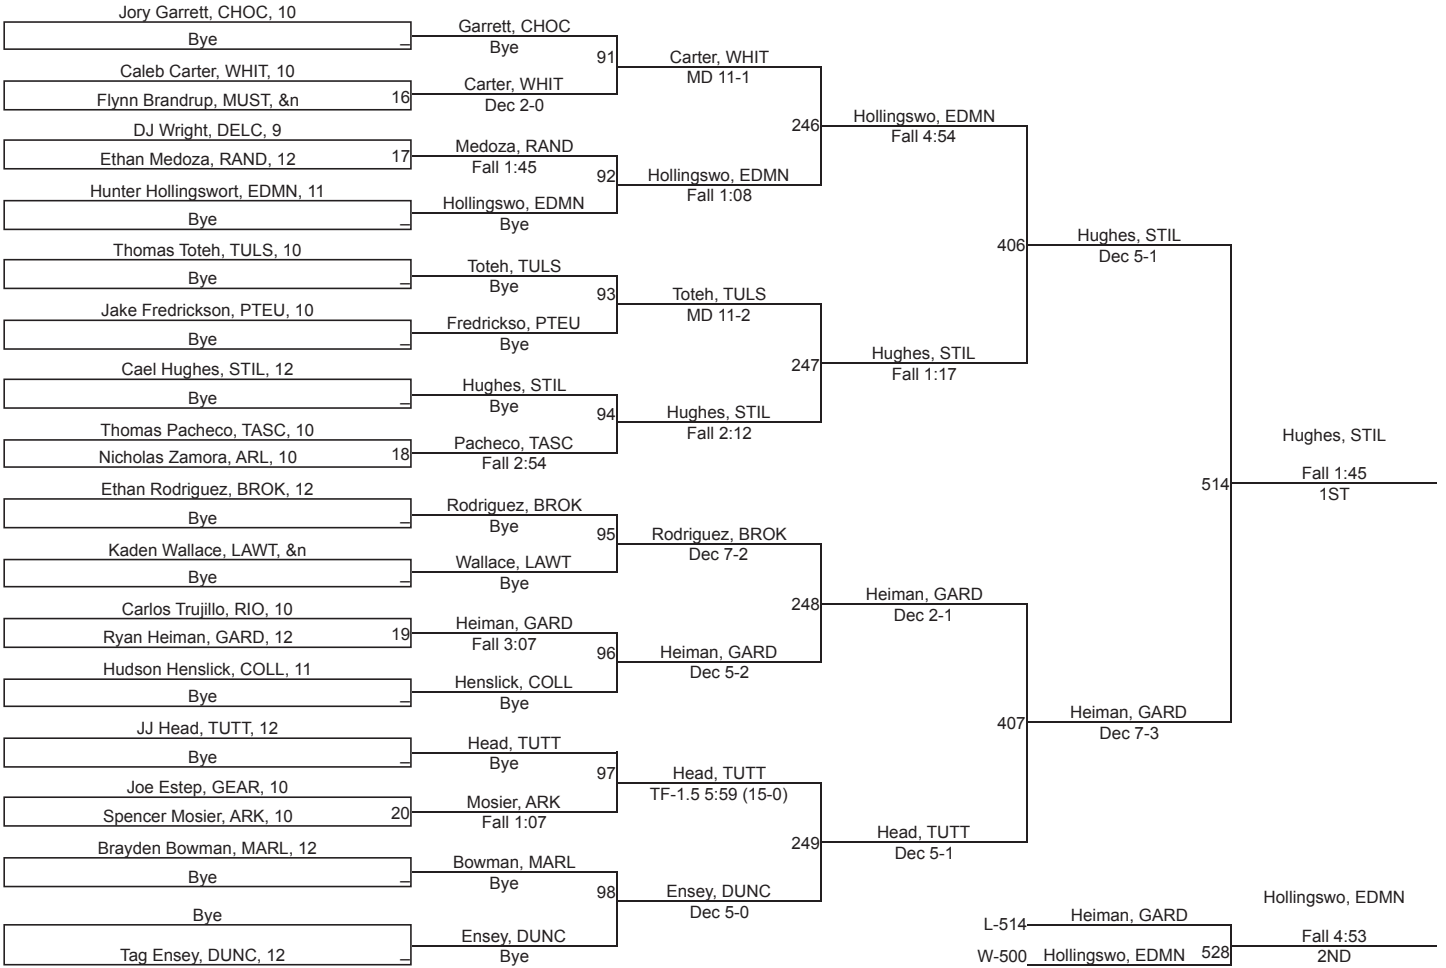 Jory Garrett, CHOC, 10
Bye
Caleb Carter, WHIT, 10
Flynn Brandrup, MUST, &n
16
DJ Wright, DELC, 9
Ethan Medoza, RAND, 12
17
Hunter Hollingswort, EDMN, 11
Bye
Thomas Toteh, TULS, 10
Bye
Jake Fredrickson, PTEU, 10
Bye
Cael Hughes, STIL, 12
Bye
Thomas Pacheco, TASC, 10
Nicholas Zamora, ARL, 10
18
Ethan Rodriguez, BROK, 12
Bye
Kaden Wallace, LAWT, &n
Bye
Carlos Trujillo, RIO, 10
Ryan Heiman, GARD, 12
19
Hudson Henslick, COLL, 11
Bye
JJ Head, TUTT, 12
Bye
Joe Estep, GEAR, 10
Spencer Mosier, ARK, 10
20
Brayden Bowman, MARL, 12
Bye
Bye
Tag Ensey, DUNC, 12
Garrett, CHOC
Bye
91
Carter, WHIT
Dec 2-0
Medoza, RAND
Fall 1:45
92
Hollingswo, EDMN
Bye
Toteh, TULS
Bye
93
Fredrickso, PTEU
Bye
Hughes, STIL
Bye
94
Pacheco, TASC
Fall 2:54
Rodriguez, BROK
Bye
95
Wallace, LAWT
Bye
Heiman, GARD
Fall 3:07
96
Henslick, COLL
Bye
Head, TUTT
Bye
97
Mosier, ARK
Fall 1:07
Bowman, MARL
Bye
98
Ensey, DUNC
Bye
Carter, WHIT
MD 11-1
246
Hollingswo, EDMN
Fall 1:08
Toteh, TULS
MD 11-2
247
Hughes, STIL
Fall 2:12
Rodriguez, BROK
Dec 7-2
248
Heiman, GARD
Dec 5-2
Head, TUTT
TF-1.5 5:59 (15-0)
249
Ensey, DUNC
Dec 5-0
Hollingswo, EDMN
Fall 4:54
406
Hughes, STIL
Fall 1:17
Heiman, GARD
Dec 2-1
407
Head, TUTT
Dec 5-1
Hughes, STIL
Dec 5-1
514
Heiman, GARD
Dec 7-3
Hughes, STIL
Fall 1:45
1ST
L-514
Heiman, GARD
W-500
Hollingswo, EDMN
528
Hollingswo, EDMN
Fall 4:53
2ND